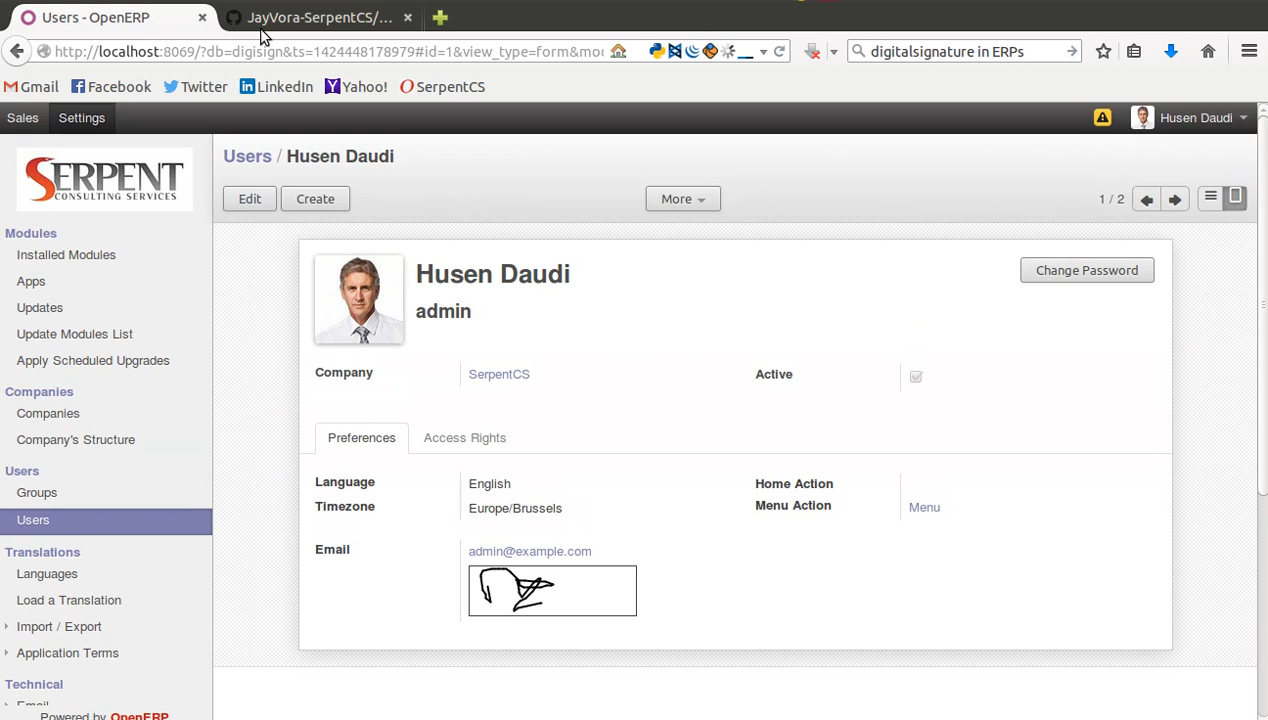 Users - OpenERP
JayVora-SerpentCS/...
http://localhost:8069/?db=digisign&ts=1424448178979#id=1&view_type=form&moc
digitalsignature in ERPs
Gmail Facebook Twitter LinkedIn Yahoo! SerpentCS
Sales Settings
Husen Daudi
SERPENT
CONSULTING SERVICES
Users / Husen Daudi
Edit Create More
1 / 2
Modules
Installed Modules
Apps
Updates
Update Modules List
Apply Scheduled Upgrades
Companies
Companies
Company's Structure
Users
Groups
Users
Translations
Languages
Load a Translation
Import / Export
Application Terms
Technical
Email
Powered by OpenERP
Husen Daudi
admin
Change Password
Company SerpentCS
Active
Preferences Access Rights
Language English
Timezone Europe/Brussels
Home Action
Menu Action Menu
Email admin@example.com